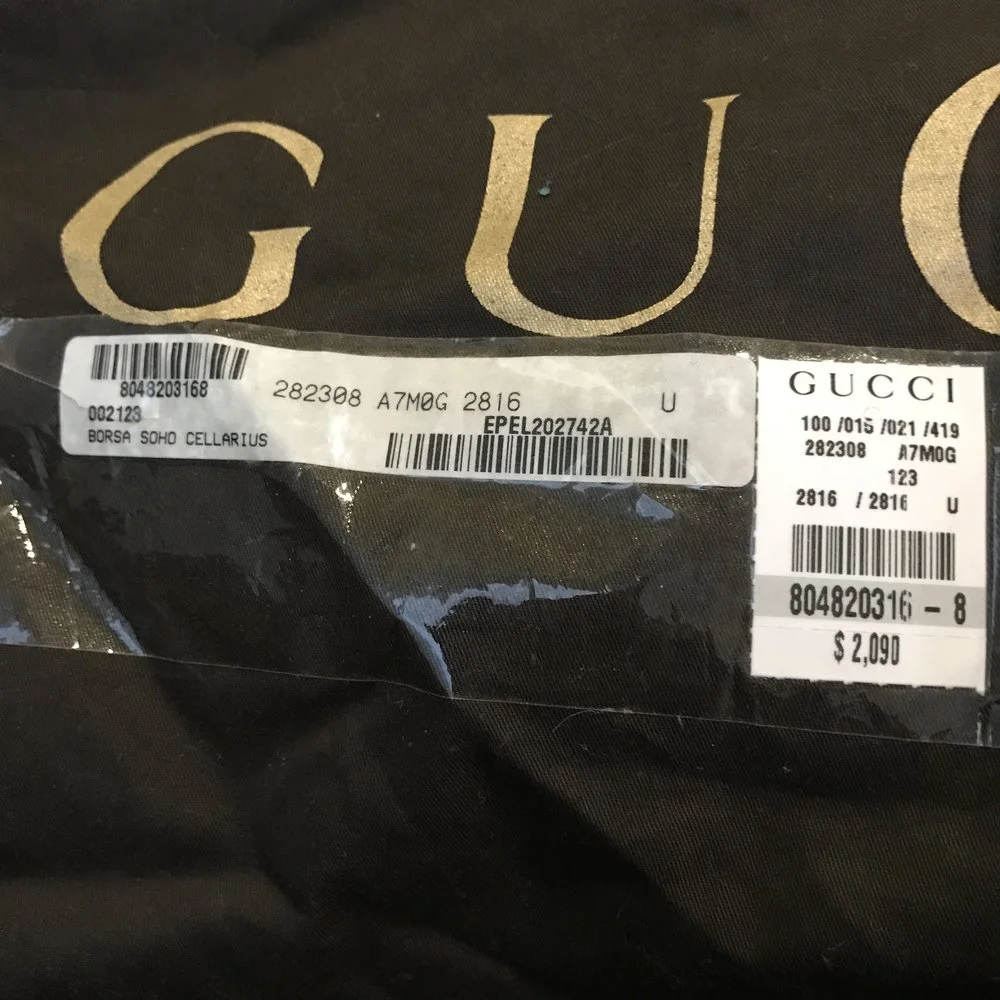 GUC
8048203168
282308 A7M0G 2816 U
002123
EPEL202742A
BORSA SOHO CELLARIUS
GUCCI
100 /015 /021 /419
282308 A7M0G
123
2816 / 2816 U
804820316 - 8
$ 2,090